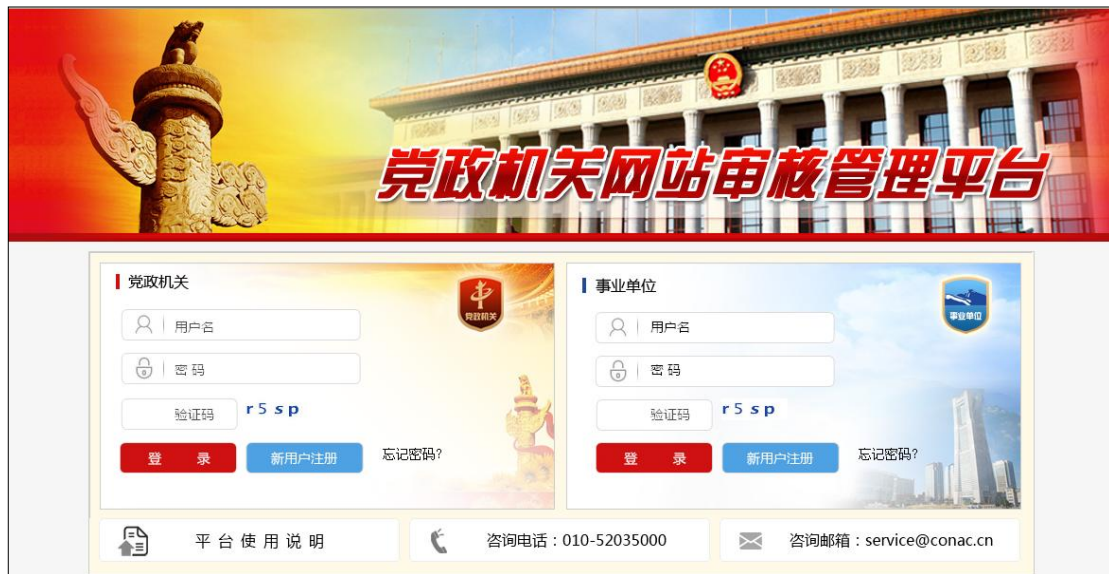 党政机关网站审核管理平台
党政机关
党政机关
用户名
密码
验证码
r5sp
登 录
新用户注册
忘记密码?
事业单位
事业单位
用户名
密码
验证码
r5sp
登 录
新用户注册
忘记密码?
平台使用说明
咨询电话：010-52035000
咨询邮箱：service@conac.cn